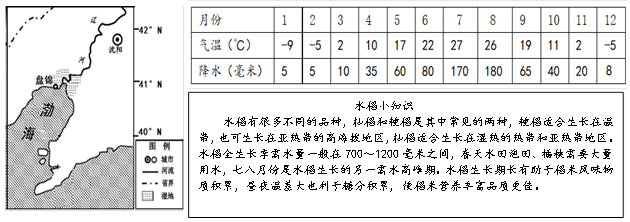 辽
河
沈阳
42°N
盘锦
41°N
渤
海
40°N
图 例
城市
河流
省界
湿地
月份 1 2 3 4 5 6 7 8 9 10 11 12
气温（℃） -9 -5 2 10 17 22 27 26 19 11 2 -5
降水（毫米） 5 5 10 35 60 80 170 180 65 40 20 8
水稻小知识
水稻有很多不同的品种，籼稻和粳稻是其中常见的两种，粳稻适合生长在温
带，也可生长在亚热带的高海拔地区，籼稻适合生长在湿热的热带和亚热带地区。
水稻全生长季需水量一般在700～1200毫米之间，春天水田泡田、插秧需要大量
用水，七八月份是水稻生长的另一需水高峰期。水稻生长期长有助于稻米风味物
质积累，昼夜温差大也利于糖分积累，使稻米营养丰富品质更佳。